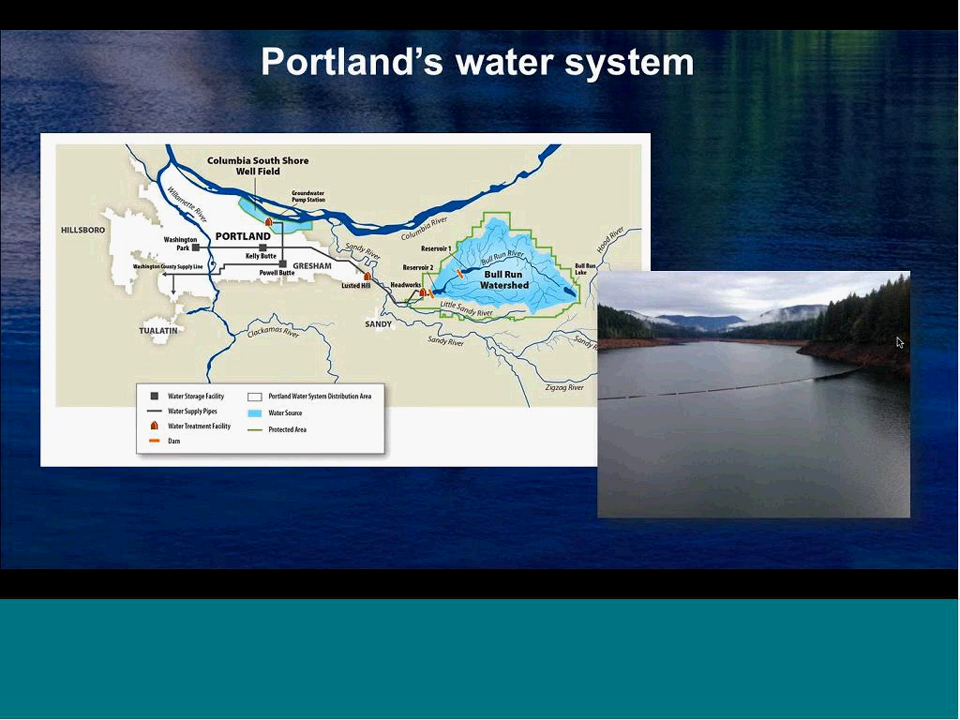 Portland's water system
Columbia South Shore
Well Field
Groundwater
Pump Station
Willamette River
Columbia River
HILLSBORO
Washington
Park
PORTLAND
Kelly Butte
Sandy River
Reservoir 1
Bull Run River
Hood River
Washington County Supply Line
Powell Butte
GRESHAM
Reservoir 2
Bull Run
Watershed
Bull Run
Lake
Lusted Hill
Headworks
Little Sandy River
TUALATIN
Clackamas River
SANDY
Sandy River
Sandy R
Zigzag River
Water Storage Facility
Water Supply Pipes
Water Treatment Facility
Dam
Portland Water System Distribution Area
Water Source
Protected Area